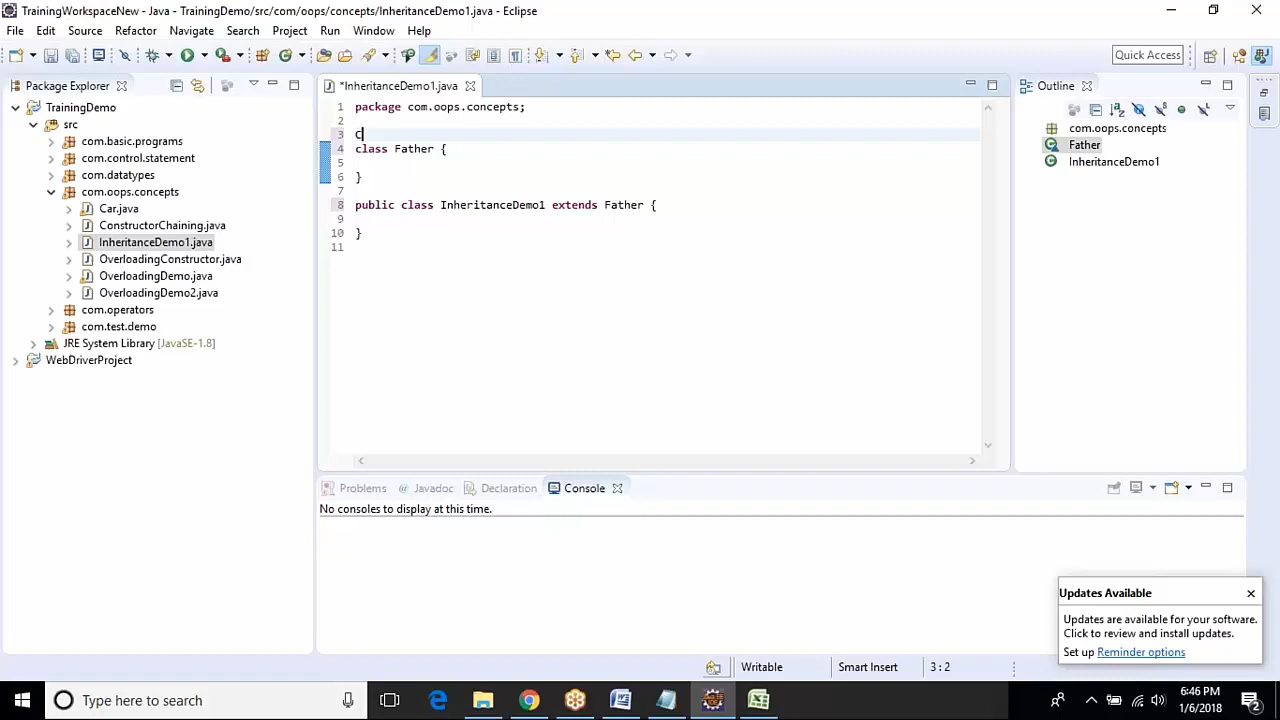 TrainingWorkspaceNew - Java - TrainingDemo/src/com/oops/concepts/InheritanceDemo1.java - Eclipse
File Edit Source Refactor Navigate Search Project Run Window Help
Quick Access
Package Explorer
TrainingDemo
src
com.basic.programs
com.control.statement
com.datatypes
com.oops.concepts
Car.java
ConstructorChaining.java
InheritanceDemo1.java
OverloadingConstructor.java
OverloadingDemo.java
OverloadingDemo2.java
com.operators
com.test.demo
JRE System Library [JavaSE-1.8]
WebDriverProject
*InheritanceDemo1.java
1 package com.oops.concepts;
2
3 C
4 class Father {
5
6 }
7
8 public class InheritanceDemo1 extends Father {
9
10 }
11
Outline
com.oops.concepts
Father
InheritanceDemo1
Problems @ Javadoc Declaration Console
No consoles to display at this time.
Updates Available
Updates are available for your software.
Click to review and install updates.
Set up Reminder options
Writable Smart Insert 3 : 2
Type here to search
6:46 PM
1/6/2018
2